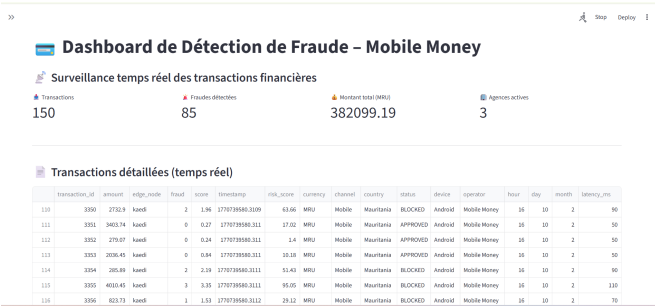 Stop Deploy
Dashboard de Détection de Fraude – Mobile Money
Surveillance temps réel des transactions financières
Transactions Fraudes détectées Montant total (MRU) Agences actives
150 85 382099.19 3
Transactions détaillées (temps réel)
transaction_id amount edge_node fraud score timestamp risk_score currency channel country status device operator hour day month latency_ms
110 3350 2732.9 kaedi 2 1.96 1770739580.3109 63.66 MRU Mobile Mauritania BLOCKED Android Mobile Money 16 10 2 90
111 3351 3403.74 kaedi 0 0.27 1770739580.311 17.02 MRU Mobile Mauritania APPROVED Android Mobile Money 16 10 2 50
112 3352 279.07 kaedi 0 0.24 1770739580.311 1.4 MRU Mobile Mauritania APPROVED Android Mobile Money 16 10 2 50
113 3353 2036.45 kaedi 0 0.84 1770739580.311 10.18 MRU Mobile Mauritania APPROVED Android Mobile Money 16 10 2 50
114 3354 285.89 kaedi 2 2.19 1770739580.3111 51.43 MRU Mobile Mauritania BLOCKED Android Mobile Money 16 10 2 90
115 3355 4010.45 kaedi 3 3.35 1770739580.3111 95.05 MRU Mobile Mauritania BLOCKED Android Mobile Money 16 10 2 110
116 3356 823.73 kaedi 1 1.53 1770739580.3112 29.12 MRU Mobile Mauritania BLOCKED Android Mobile Money 16 10 2 70